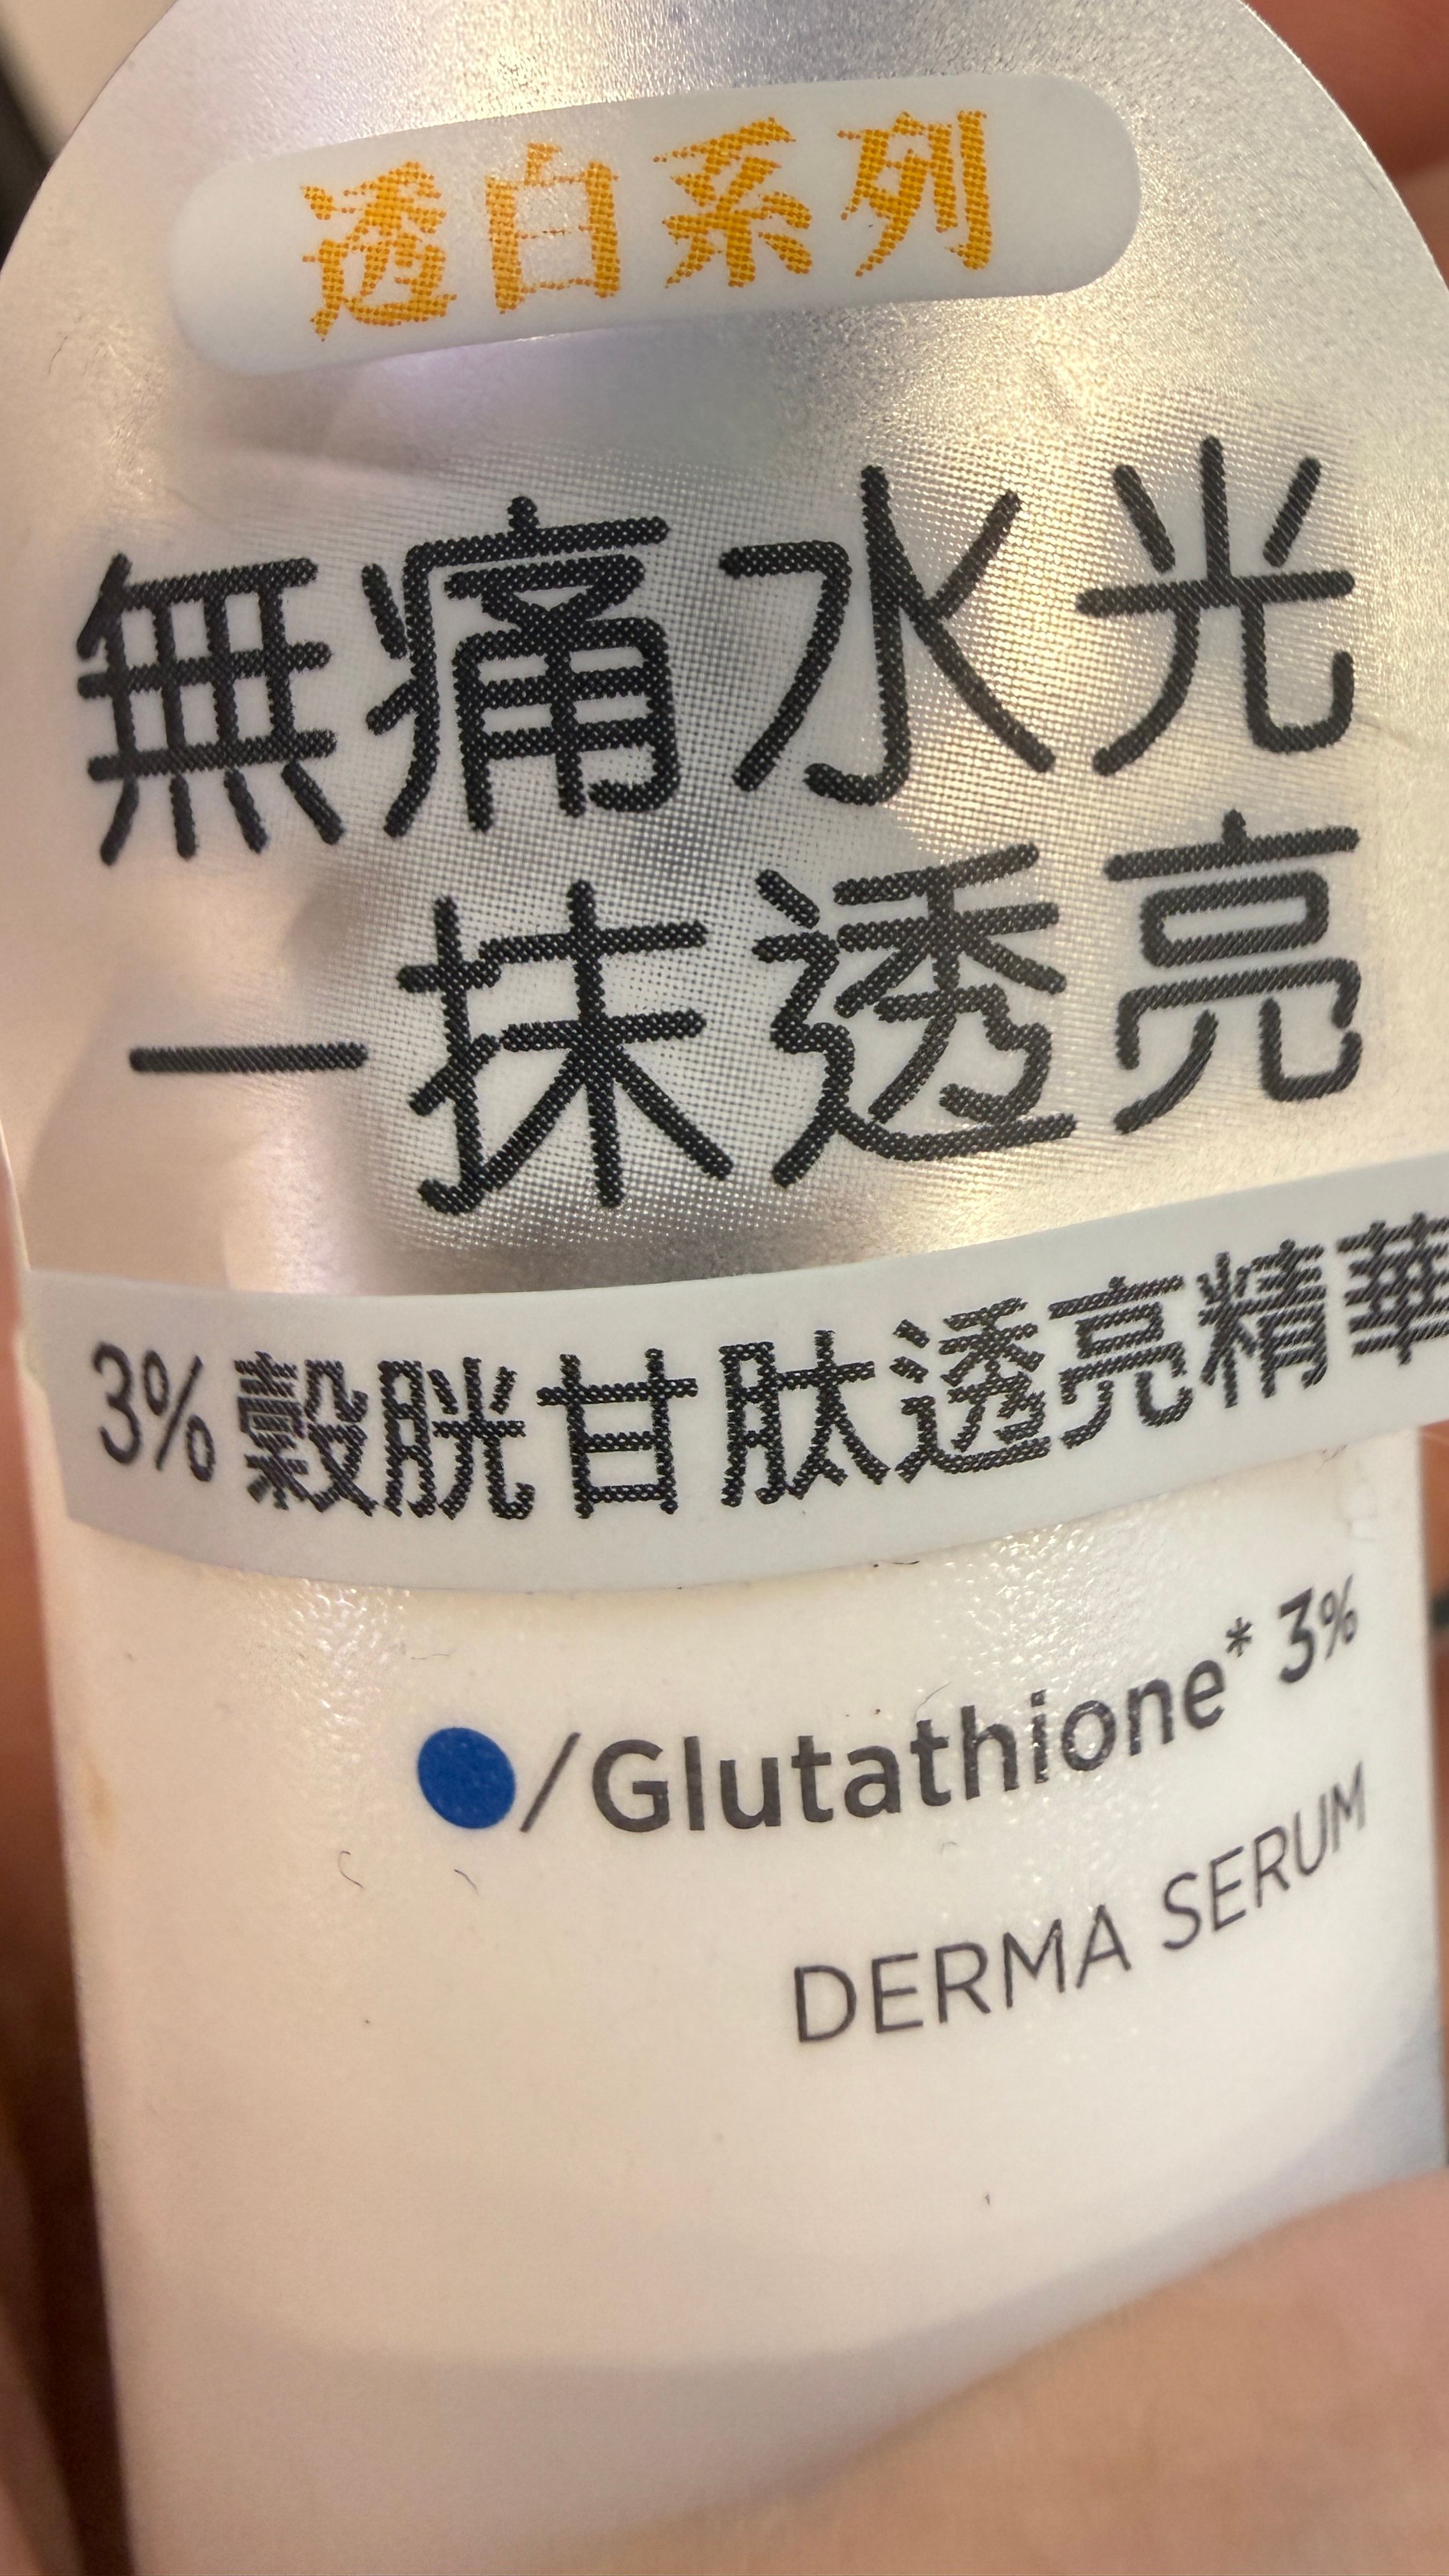 透白系列
無痛水光
一抹透亮
3%穀胱甘肽透亮精華
/Glutathione* 3%
DERMA SERUM